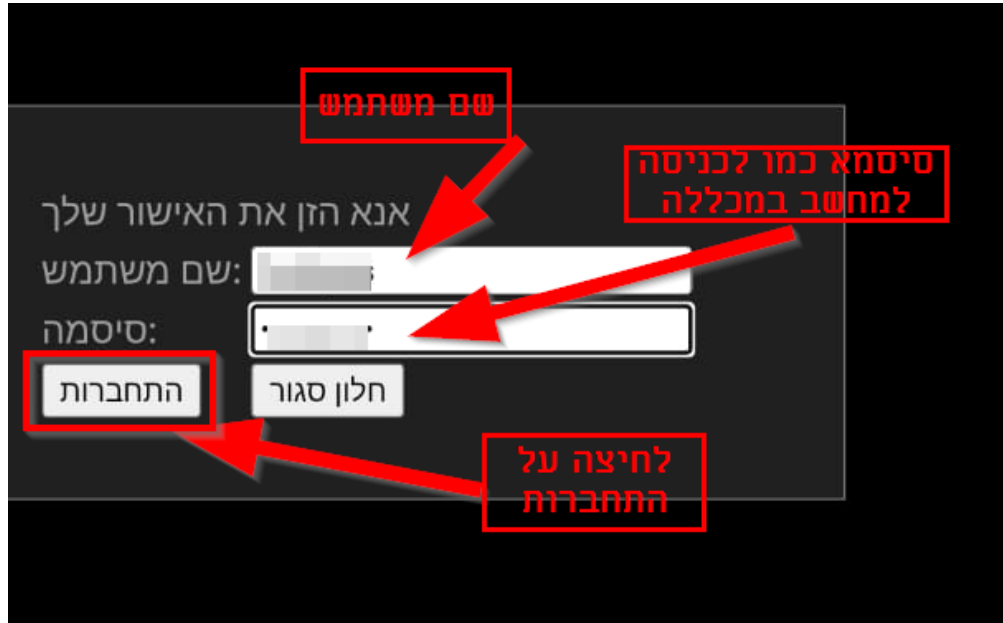 שם משתמש
סיסמא כמו לכניסה
למחשב במכללה
אנא הזן את האישור שלך
שם משתמש:
סיסמה:
התחברות
חלון סגור
לחיצה על
התחברות